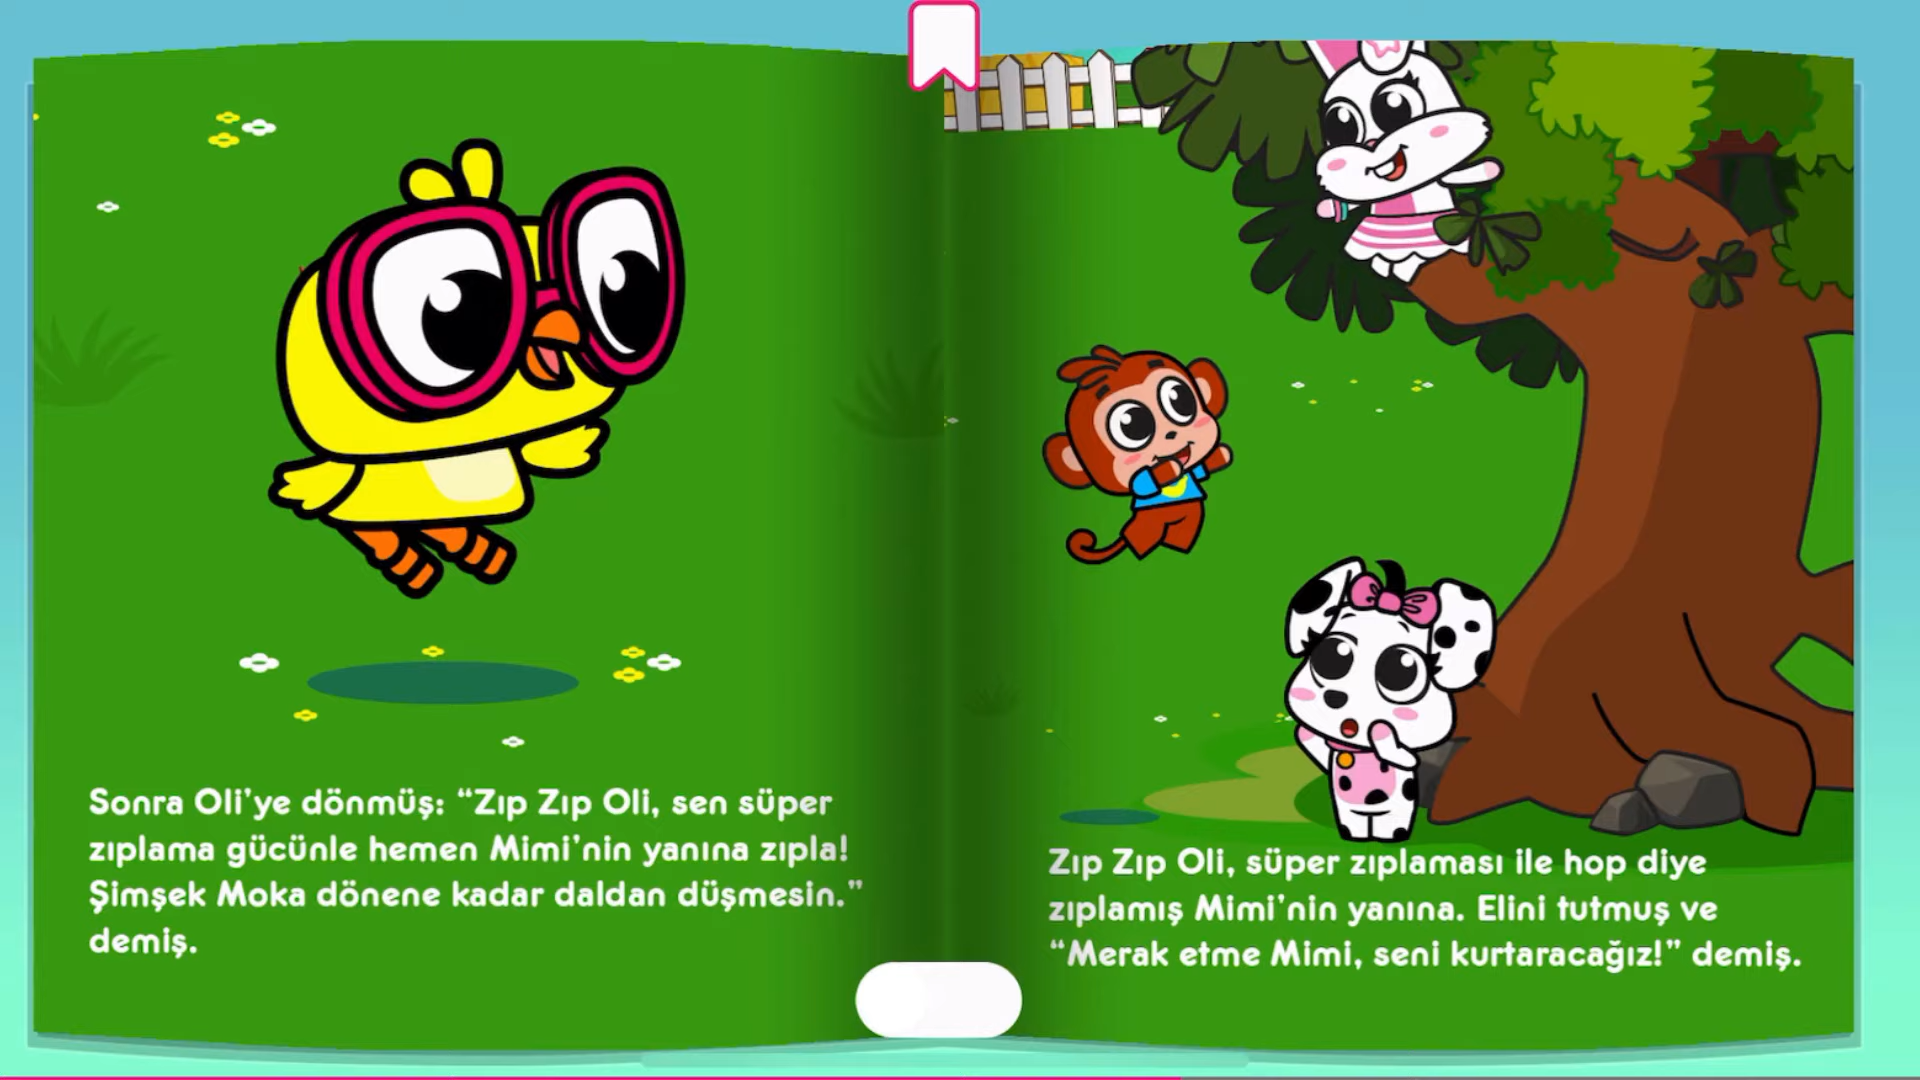 Sonra Oli'ye dönmüş: “Zıp Zıp Oli, sen süper
zıplama gücünle hemen Mimi'nin yanına zıpla!
Şimşek Moka dönene kadar daldan düşmesin.”
demiş.
Zıp Zıp Oli, süper zıplaması ile hop diye
zıplamış Mimi'nin yanına. Elini tutmuş ve
“Merak etme Mimi, seni kurtaracağız!” demiş.